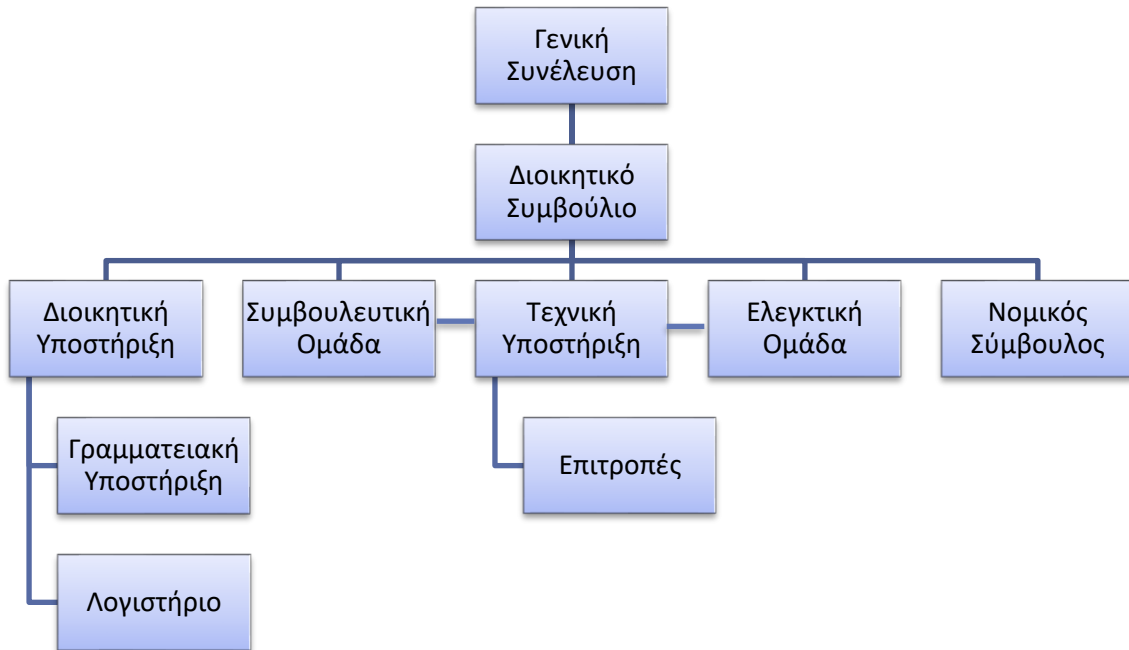 Γενική
Συνέλευση
Διοικητικό
Συμβούλιο
Διοικητική
Υποστήριξη
Συμβουλευτική
Ομάδα
Τεχνική
Υποστήριξη
Ελεγκτική
Ομάδα
Νομικός
Σύμβουλος
Γραμματειακή
Υποστήριξη
Επιτροπές
Λογιστήριο